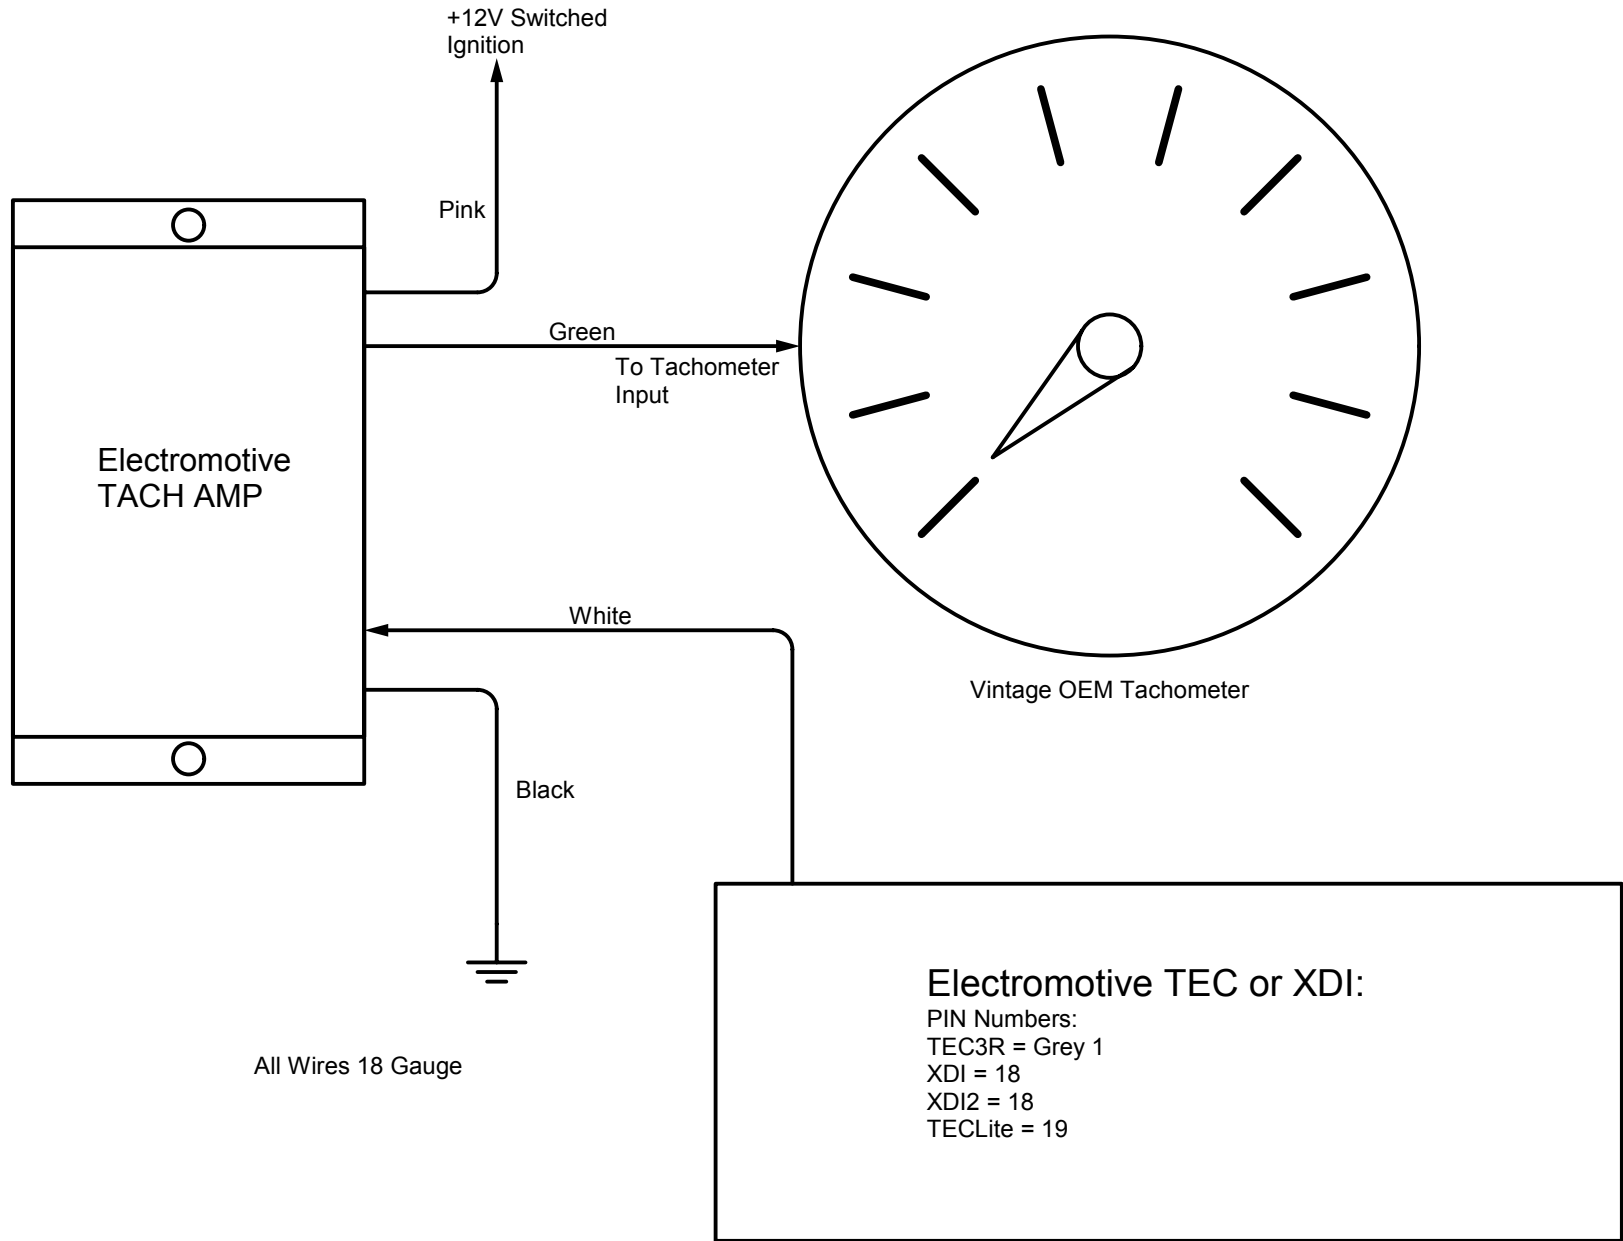 +12V Switched
Ignition
Pink
Green
To Tachometer
Input
Electromotive
TACH AMP
White
Vintage OEM Tachometer
Black
Electromotive TEC or XDI:
PIN Numbers:
TEC3R = Grey 1
XDI = 18
XDI2 = 18
TECLite = 19
All Wires 18 Gauge